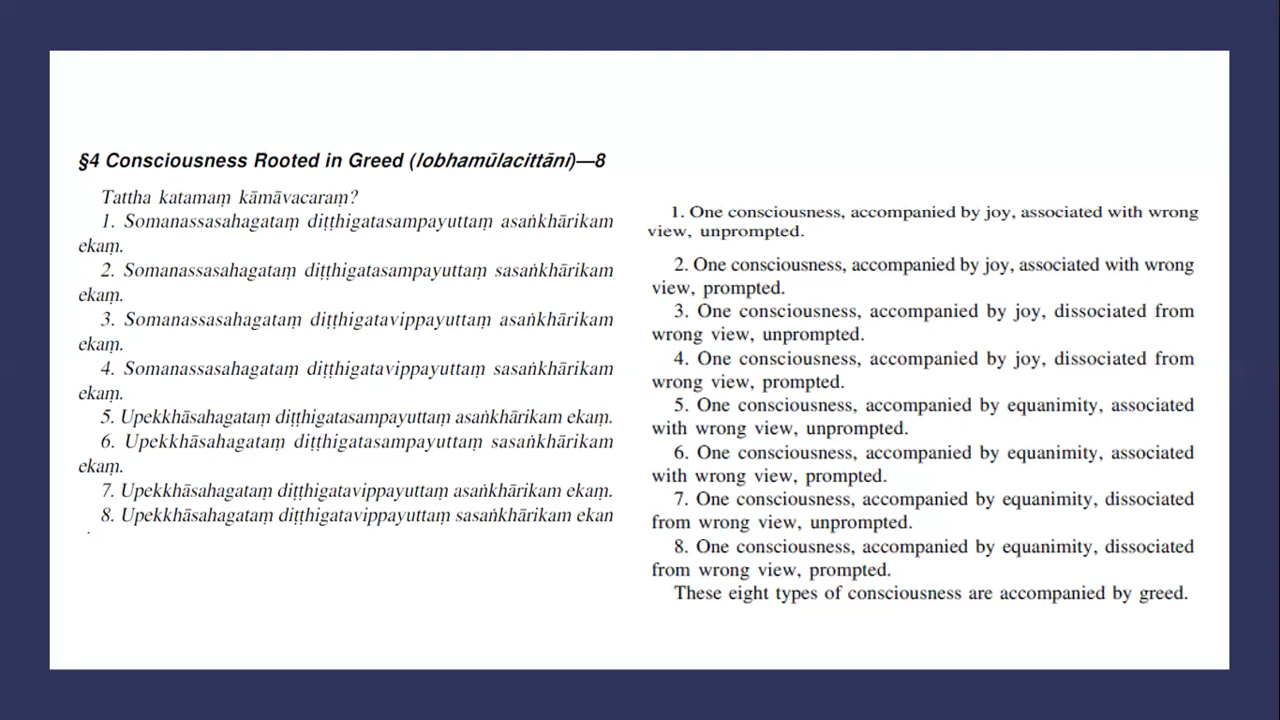 §4 Consciousness Rooted in Greed (lobhamūlacittāni)—8
Tattha katamaṃ kāmāvacaraṃ?
1. Somanassasahagataṃ diṭṭhigatasampayuttaṃ asaṅkhārikam
ekaṃ.
2. Somanassasahagataṃ diṭṭhigatasampayuttaṃ sasaṅkhārikam
ekaṃ.
3. Somanassasahagataṃ diṭṭhigatavippayuttaṃ asaṅkhārikam
ekaṃ.
4. Somanassasahagataṃ diṭṭhigatavippayuttaṃ sasaṅkhārikam
ekaṃ.
5. Upekkhāsahagataṃ diṭṭhigatasampayuttaṃ asaṅkhārikam ekaṃ.
6. Upekkhāsahagataṃ diṭṭhigatasampayuttaṃ sasaṅkhārikam
ekaṃ.
7. Upekkhāsahagataṃ diṭṭhigatavippayuttaṃ asaṅkhārikam ekaṃ.
8. Upekkhāsahagataṃ diṭṭhigatavippayuttaṃ sasaṅkhārikam ekan
1. One consciousness, accompanied by joy, associated with wrong
view, unprompted.
2. One consciousness, accompanied by joy, associated with wrong
view, prompted.
3. One consciousness, accompanied by joy, dissociated from
wrong view, unprompted.
4. One consciousness, accompanied by joy, dissociated from
wrong view, prompted.
5. One consciousness, accompanied by equanimity, associated
with wrong view, unprompted.
6. One consciousness, accompanied by equanimity, associated
with wrong view, prompted.
7. One consciousness, accompanied by equanimity, dissociated
from wrong view, unprompted.
8. One consciousness, accompanied by equanimity, dissociated
from wrong view, prompted.
These eight types of consciousness are accompanied by greed.